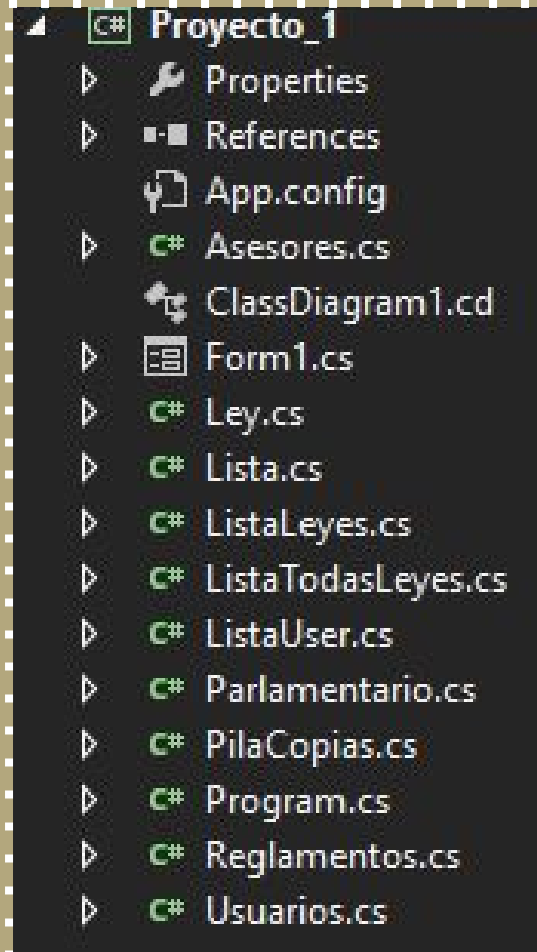 C# Proyecto_1
Properties
References
App.config
C# Asesores.cs
ClassDiagram1.cd
Form1.cs
C# Ley.cs
C# Lista.cs
C# ListaLeyes.cs
C# ListaTodasLeyes.cs
C# ListaUser.cs
C# Parlamentario.cs
C# PilaCopias.cs
C# Program.cs
C# Reglamentos.cs
C# Usuarios.cs